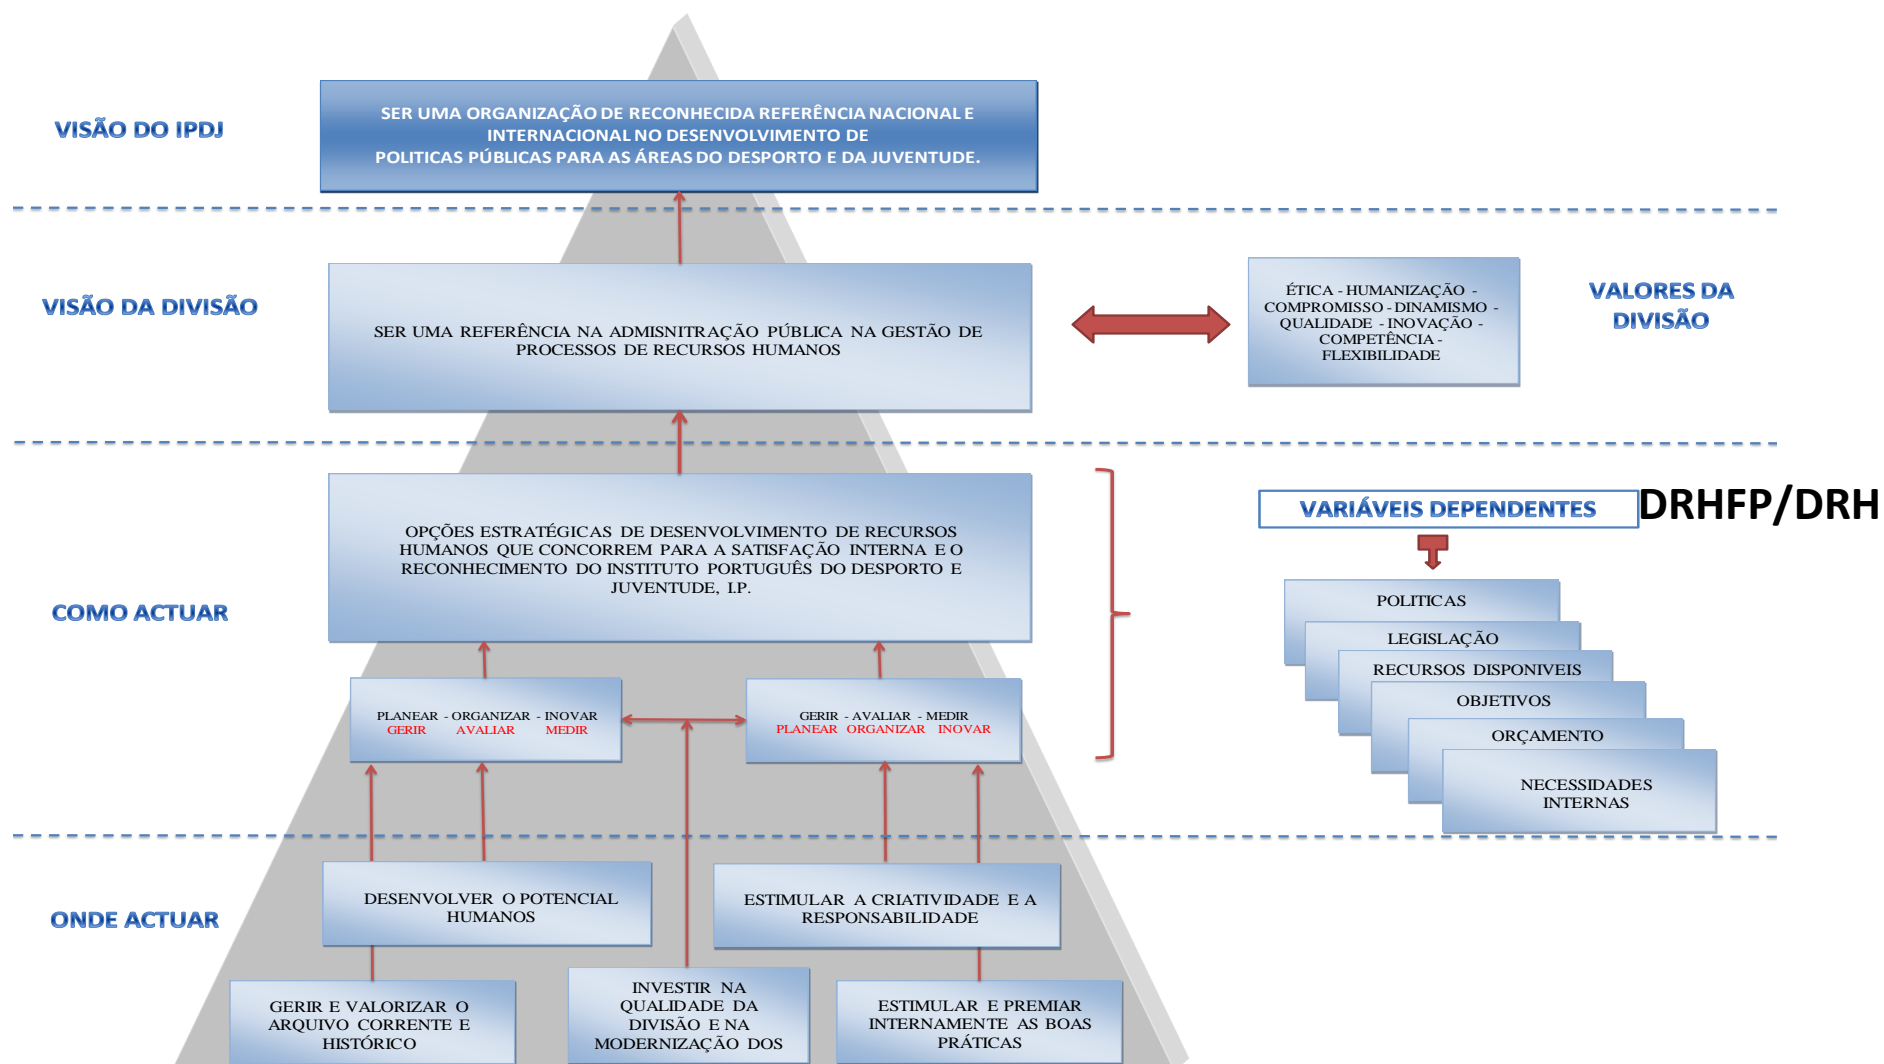 VISÃO DO IPDJ
SER UMA ORGANIZAÇÃO DE RECONHECIDA REFERÊNCIA NACIONAL E
INTERNACIONAL NO DESENVOLVIMENTO DE
POLITICAS PÚBLICAS PARA AS ÁREAS DO DESPORTO E DA JUVENTUDE.
VISÃO DA DIVISÃO
SER UMA REFERÊNCIA NA ADMISNITRAÇÃO PÚBLICA NA GESTÃO DE
PROCESSOS DE RECURSOS HUMANOS
ÉTICA - HUMANIZAÇÃO -
COMPROMISSO - DINAMISMO -
QUALIDADE - INOVAÇÃO -
COMPETÊNCIA -
FLEXIBILIDADE
VALORES DA
DIVISÃO
COMO ACTUAR
OPÇÕES ESTRATÉGICAS DE DESENVOLVIMENTO DE RECURSOS
HUMANOS QUE CONCORREM PARA A SATISFAÇÃO INTERNA E O
RECONHECIMENTO DO INSTITUTO PORTUGUÊS DO DESPORTO E
JUVENTUDE, I.P.
PLANEAR - ORGANIZAR - INOVAR
GERIR AVALIAR MEDIR
GERIR - AVALIAR - MEDIR
PLANEAR ORGANIZAR INOVAR
VARIÁVEIS DEPENDENTES
DRHFP/DRH
POLITICAS
LEGISLAÇÃO
RECURSOS DISPONIVEIS
OBJETIVOS
ORÇAMENTO
NECESSIDADES
INTERNAS
ONDE ACTUAR
DESENVOLVER O POTENCIAL
HUMANOS
ESTIMULAR A CRIATIVIDADE E A
RESPONSABILIDADE
GERIR E VALORIZAR O
ARQUIVO CORRENTE E
HISTÓRICO
INVESTIR NA
QUALIDADE DA
DIVISÃO E NA
MODERNIZAÇÃO DOS
ESTIMULAR E PREMIAR
INTERNAMENTE AS BOAS
PRÁTICAS